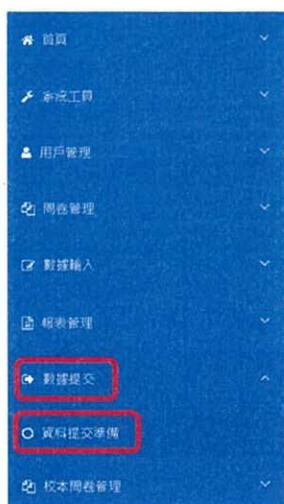 首頁
系統工具
用戶管理
問卷管理
數據輸入
報表管理
數據提交
資料提交準備
校本問卷管理